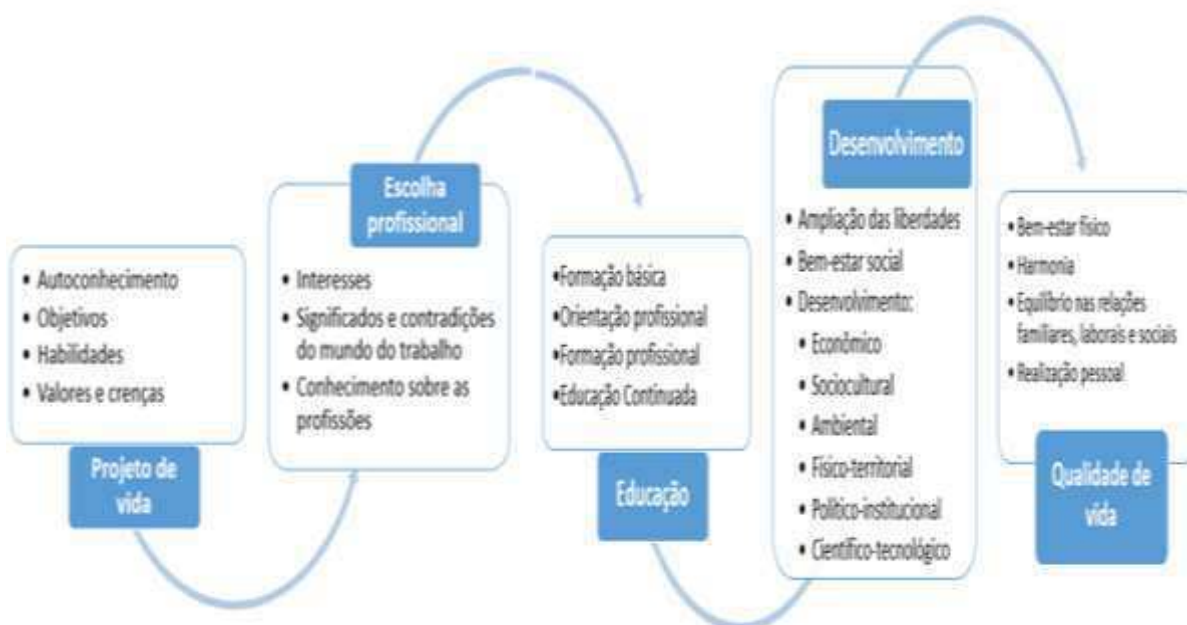 • Autoconhecimento
• Objetivos
• Habilidades
• Valores e crenças
Projeto de
vida
Escolha
profissional
• Interesses
• Significados e contradições
do mundo do trabalho
• Conhecimento sobre as
profissões
•Formação básica
•Orientação profissional
•Formação profissional
•Educação Continuada
Educação
Desenvolvimento
• Ampliação das liberdades
• Bem-estar social
• Desenvolvimento:
• Econômico
• Sociocultural
• Ambiental
• Físico-territorial
• Político-institucional
• Científico-tecnológico
• Bem-estar físico
• Harmonia
• Equilíbrio nas relações
familiares, laborais e sociais
• Realização pessoal
Qualidade de
vida